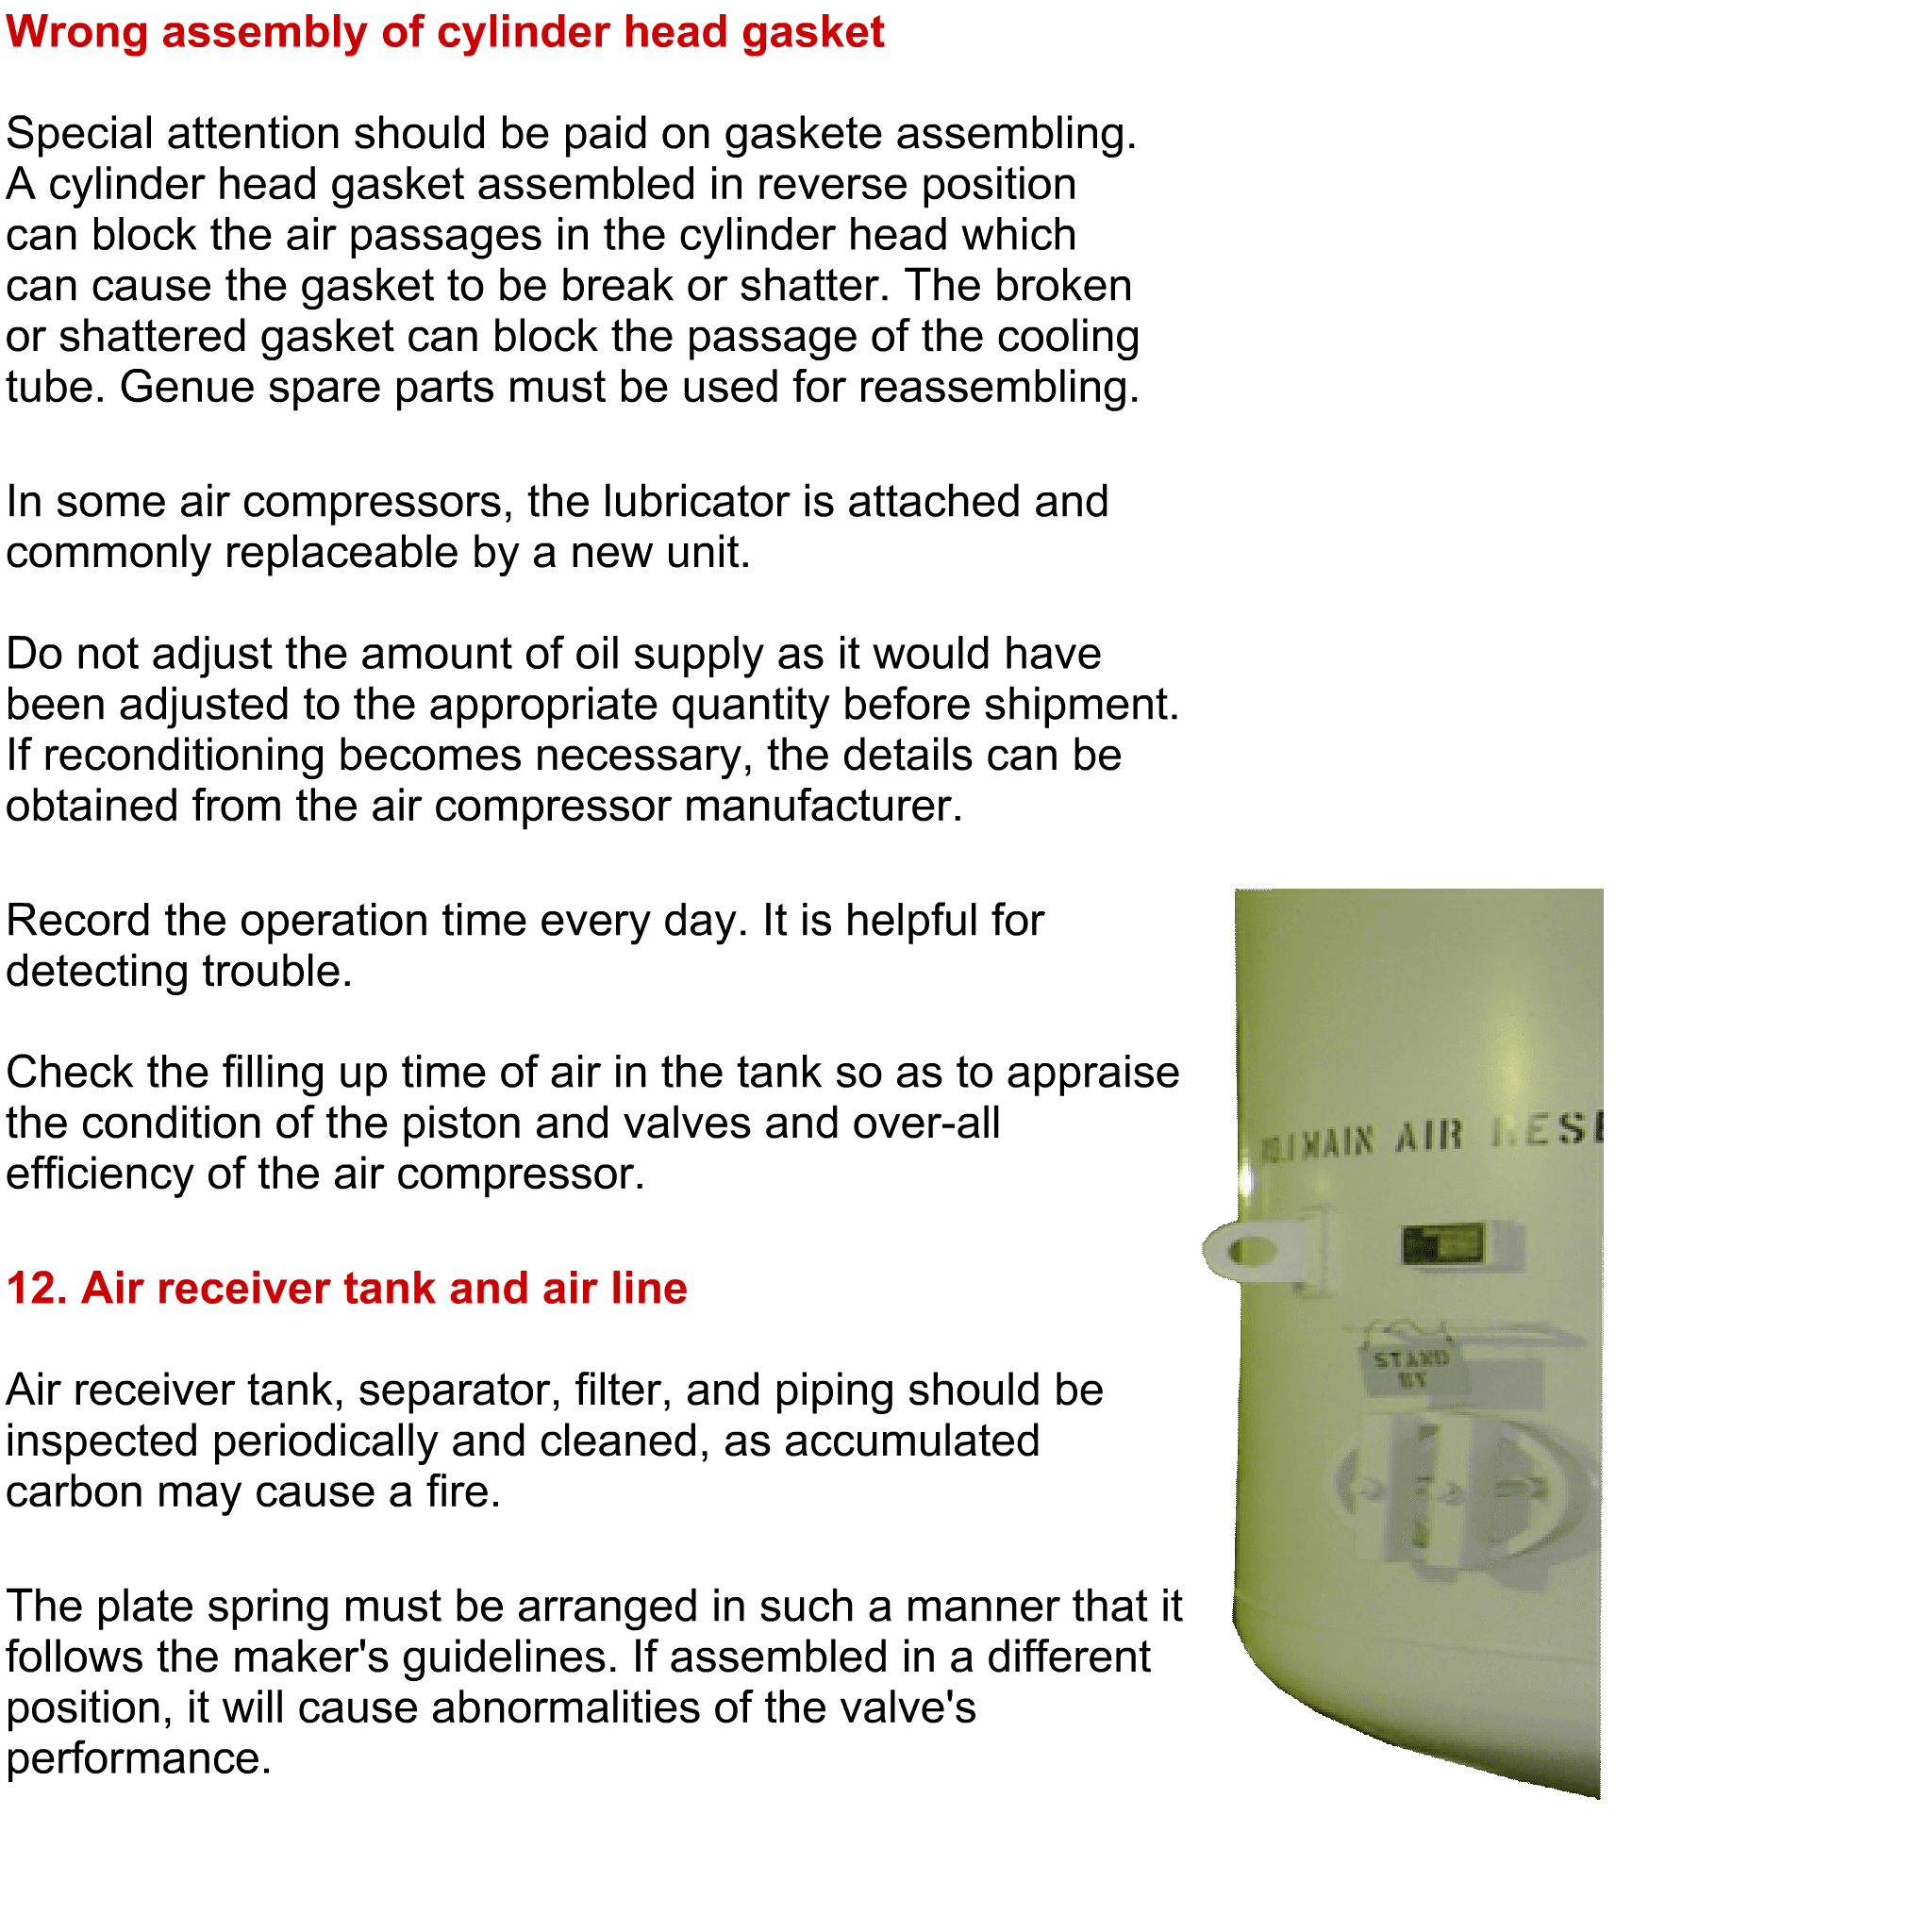 Wrong assembly of cylinder head gasket
Special attention should be paid on gaskete assembling.
A cylinder head gasket assembled in reverse position
can block the air passages in the cylinder head which
can cause the gasket to be break or shatter. The broken
or shattered gasket can block the passage of the cooling
tube. Genue spare parts must be used for reassembling.
In some air compressors, the lubricator is attached and
commonly replaceable by a new unit.
Do not adjust the amount of oil supply as it would have
been adjusted to the appropriate quantity before shipment.
If reconditioning becomes necessary, the details can be
obtained from the air compressor manufacturer.
Record the operation time every day. It is helpful for
detecting trouble.
Check the filling up time of air in the tank so as to appraise
the condition of the piston and valves and over-all
efficiency of the air compressor.
12. Air receiver tank and air line
Air receiver tank, separator, filter, and piping should be
inspected periodically and cleaned, as accumulated
carbon may cause a fire.
The plate spring must be arranged in such a manner that it
follows the maker's guidelines. If assembled in a different
position, it will cause abnormalities of the valve's
performance.
MAIN AIR RESE
STAND
BY